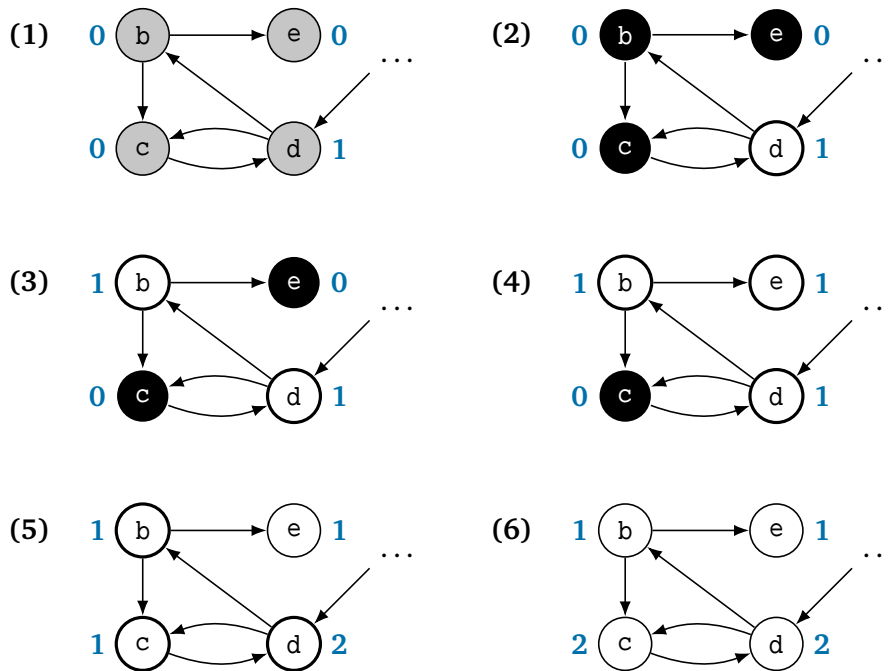 (1) 0 b e 0 ...
0 c d 1
(2) 0 b e 0 ..
0 c d 1
(3) 1 b e 0 ...
0 c d 1
(4) 1 b e 1 ..
0 c d 1
(5) 1 b e 1 ...
1 c d 2
(6) 1 b e 1 ..
2 c d 2